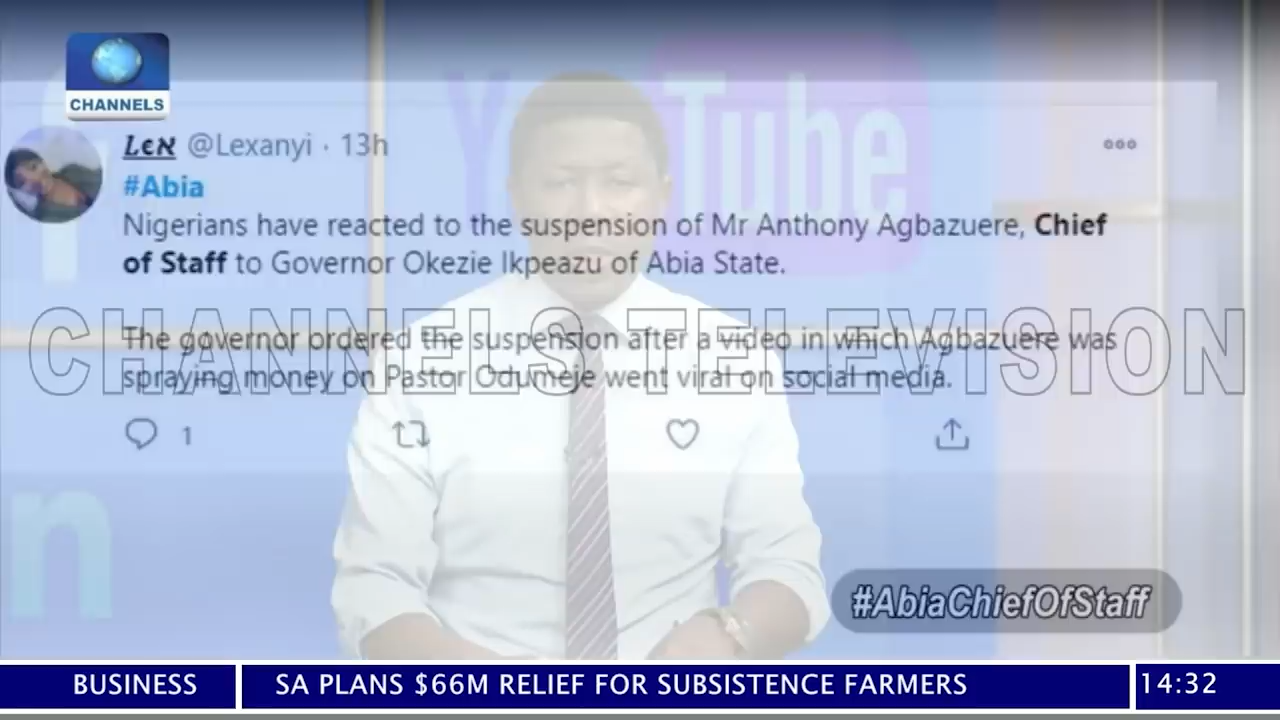 CHANNELS
YouTube
LєN @Lexanyi · 13h
#Abia
Nigerians have reacted to the suspension of Mr Anthony Agbazuere, Chief
of Staff to Governor Okezie Ikpeazu of Abia State.
CHANNELS TELEVISION
The governor ordered the suspension after a video in which Agbazuere was
spraying money on Pastor Odumeje went viral on social media.
1
n
#AbiaChiefOfStaff
BUSINESS
SA PLANS $66M RELIEF FOR SUBSISTENCE FARMERS
14:32